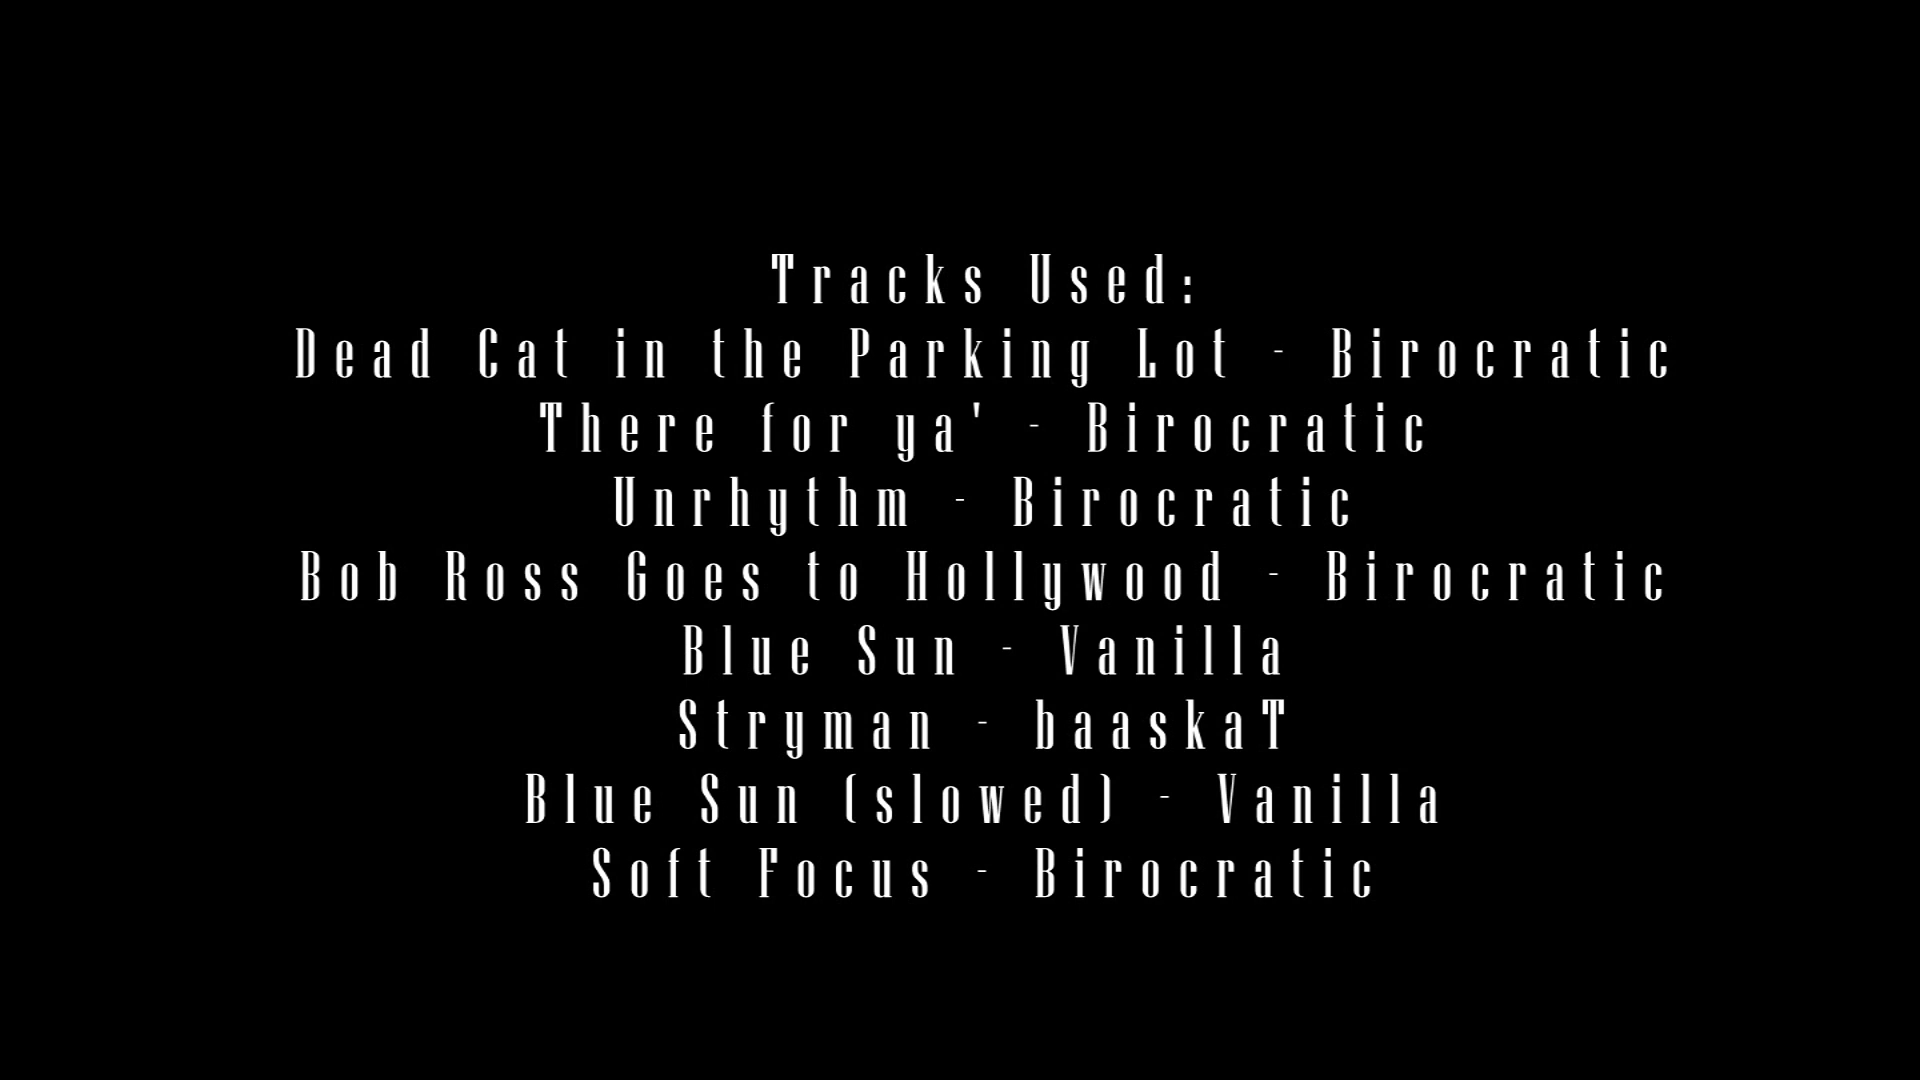 Tracks Used:
Dead Cat in the Parking Lot - Birocratic
There for ya' - Birocratic
Unrhythm - Birocratic
Bob Ross Goes to Hollywood - Birocratic
Blue Sun - Vanilla
Stryman - baaskaT
Blue Sun (slowed) - Vanilla
Soft Focus - Birocratic